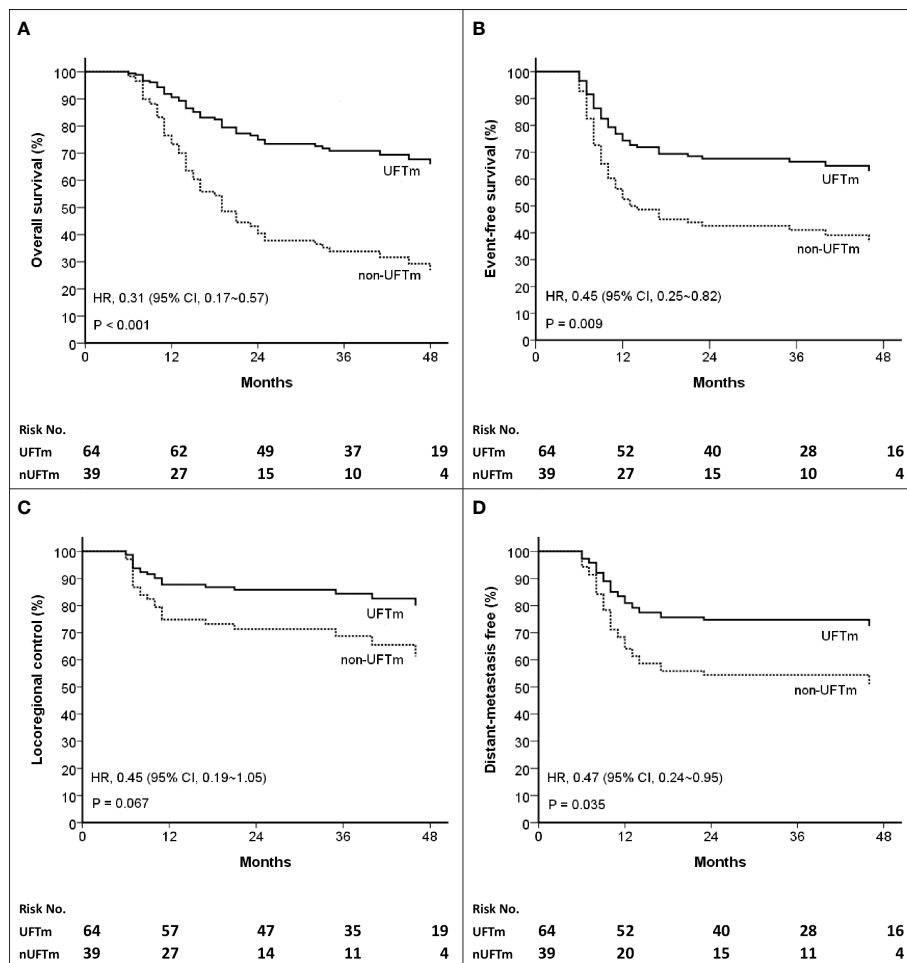 A
Overall survival (%)
100
90
80
70
60
50
40
30
20
10
0
UFTm
non-UFTm
HR, 0.31 (95% CI, 0.17~0.57)
P < 0.001
0 12 24 36 48
Months
Risk No.
UFTm 64 62 49 37 19
nUFTm 39 27 15 10 4
B
Event-free survival (%)
100
90
80
70
60
50
40
30
20
10
0
UFTm
non-UFTm
HR, 0.45 (95% CI, 0.25~0.82)
P = 0.009
0 12 24 36 48
Months
Risk No.
UFTm 64 52 40 28 16
nUFTm 39 27 15 10 4
C
Locoregional control (%)
100
90
80
70
60
50
40
30
20
10
0
UFTm
non-UFTm
HR, 0.45 (95% CI, 0.19~1.05)
P = 0.067
0 12 24 36 48
Months
Risk No.
UFTm 64 57 47 35 19
nUFTm 39 27 14 11 4
D
Distant-metastasis free (%)
100
90
80
70
60
50
40
30
20
10
0
UFTm
non-UFTm
HR, 0.47 (95% CI, 0.24~0.95)
P = 0.035
0 12 24 36 48
Months
Risk No.
UFTm 64 52 40 28 16
nUFTm 39 20 15 11 4